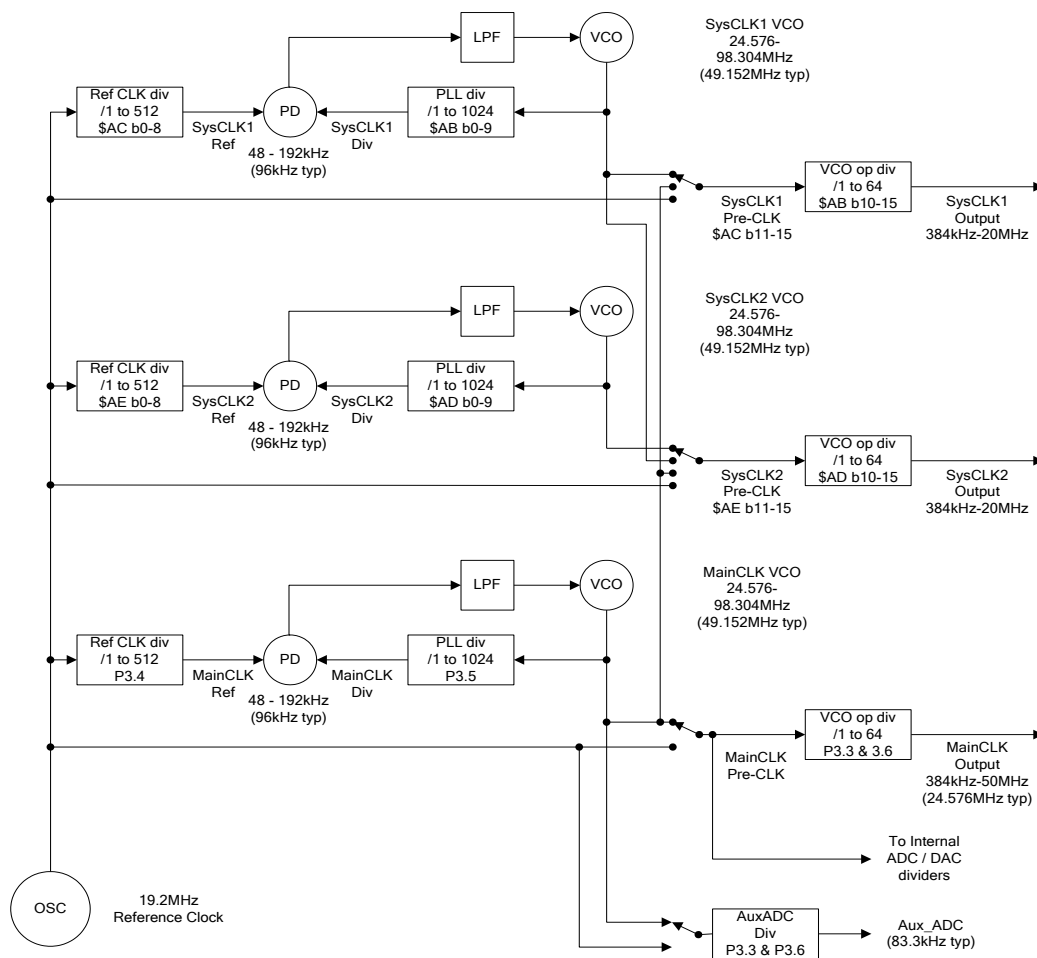 LPF
VCO
SysCLK1 VCO
24.576-
98.304MHz
(49.152MHz typ)
Ref CLK div
/1 to 512
$AC b0-8
SysCLK1
Ref
PD
48 - 192kHz
(96kHz typ)
SysCLK1
Div
PLL div
/1 to 1024
$AB b0-9
SysCLK1
Pre-CLK
$AC b11-15
VCO op div
/1 to 64
$AB b10-15
SysCLK1
Output
384kHz-20MHz
LPF
VCO
SysCLK2 VCO
24.576-
98.304MHz
(49.152MHz typ)
Ref CLK div
/1 to 512
$AE b0-8
SysCLK2
Ref
PD
48 - 192kHz
(96kHz typ)
SysCLK2
Div
PLL div
/1 to 1024
$AD b0-9
SysCLK2
Pre-CLK
$AE b11-15
VCO op div
/1 to 64
$AD b10-15
SysCLK2
Output
384kHz-20MHz
LPF
VCO
MainCLK VCO
24.576-
98.304MHz
(49.152MHz typ)
Ref CLK div
/1 to 512
P3.4
MainCLK
Ref
PD
48 - 192kHz
(96kHz typ)
MainCLK
Div
PLL div
/1 to 1024
P3.5
MainCLK
Pre-CLK
VCO op div
/1 to 64
P3.3 & 3.6
MainCLK
Output
384kHz-50MHz
(24.576MHz typ)
To Internal
ADC / DAC
dividers
OSC
19.2MHz
Reference Clock
AuxADC
Div
P3.3 & P3.6
Aux_ADC
(83.3kHz typ)